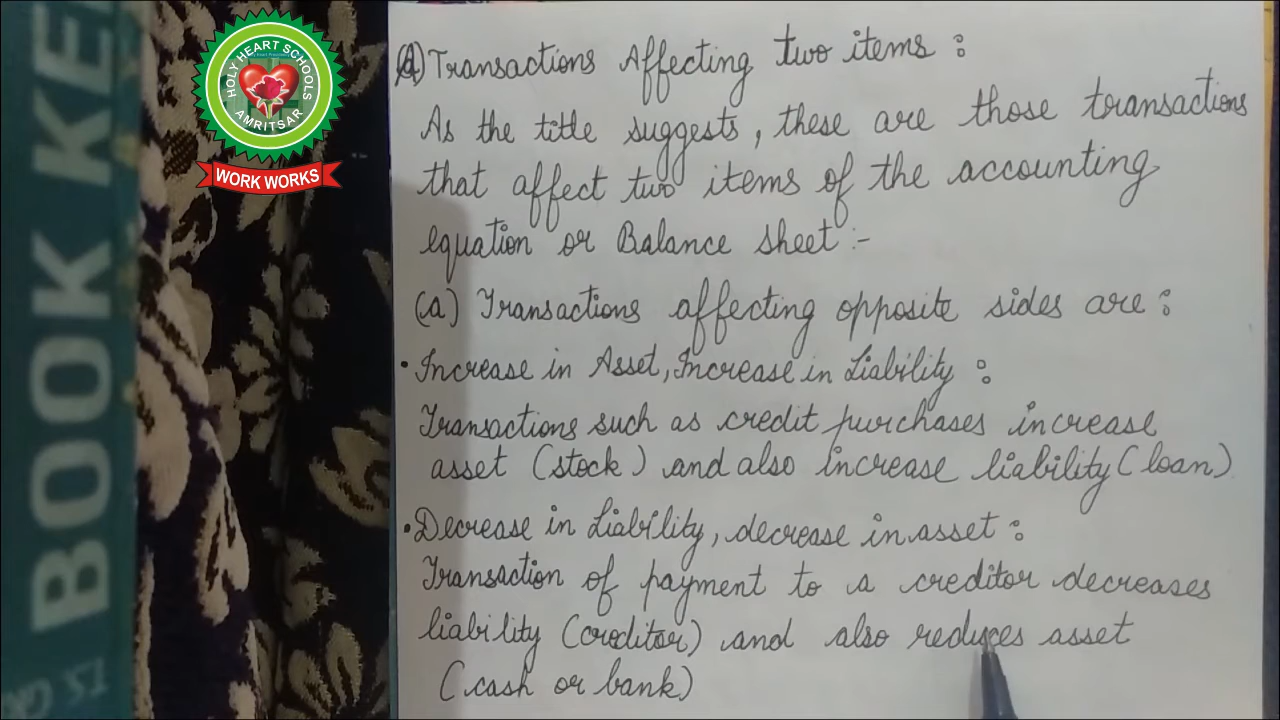 HOLY HEART SCHOOLS
AMRITSAR
WORK WORKS
BOOK KE
Transactions Affecting two items :
As the title suggests, these are those transactions
that affect two items of the accounting
equation or Balance sheet :-
(a) Transactions affecting opposite sides are :
• Increase in Asset, Increase in Liability :
Transactions such as credit purchases increase
asset (stock) and also increase liability (loan)
• Decrease in Liability, decrease in asset :
Transaction of payment to a creditor decreases
liability (creditor) and also reduces asset
(cash or bank)